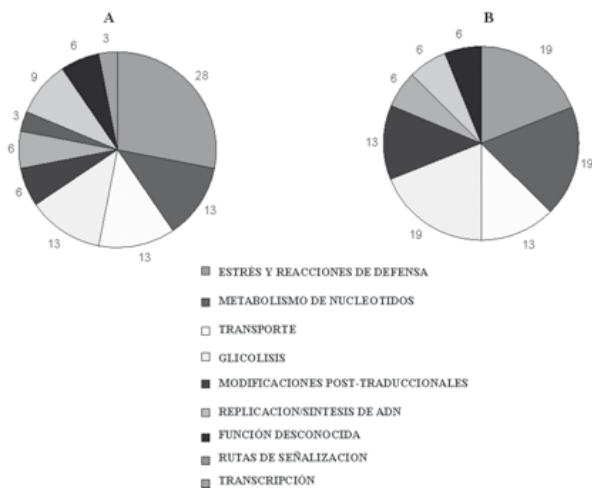 A
B
3
6
9
3
6
6
13
13
13
28
6
6
6
13
19
13
19
19
ESTRÉS Y REACCIONES DE DEFENSA
METABOLISMO DE NUCLEOTIDOS
TRANSPORTE
GLICOLISIS
MODIFICACIONES POST-TRADUCCIONALES
REPLICACION/SINTESIS DE ADN
FUNCIÓN DESCONOCIDA
RUTAS DE SEÑALIZACION
TRANSCRIPCIÓN